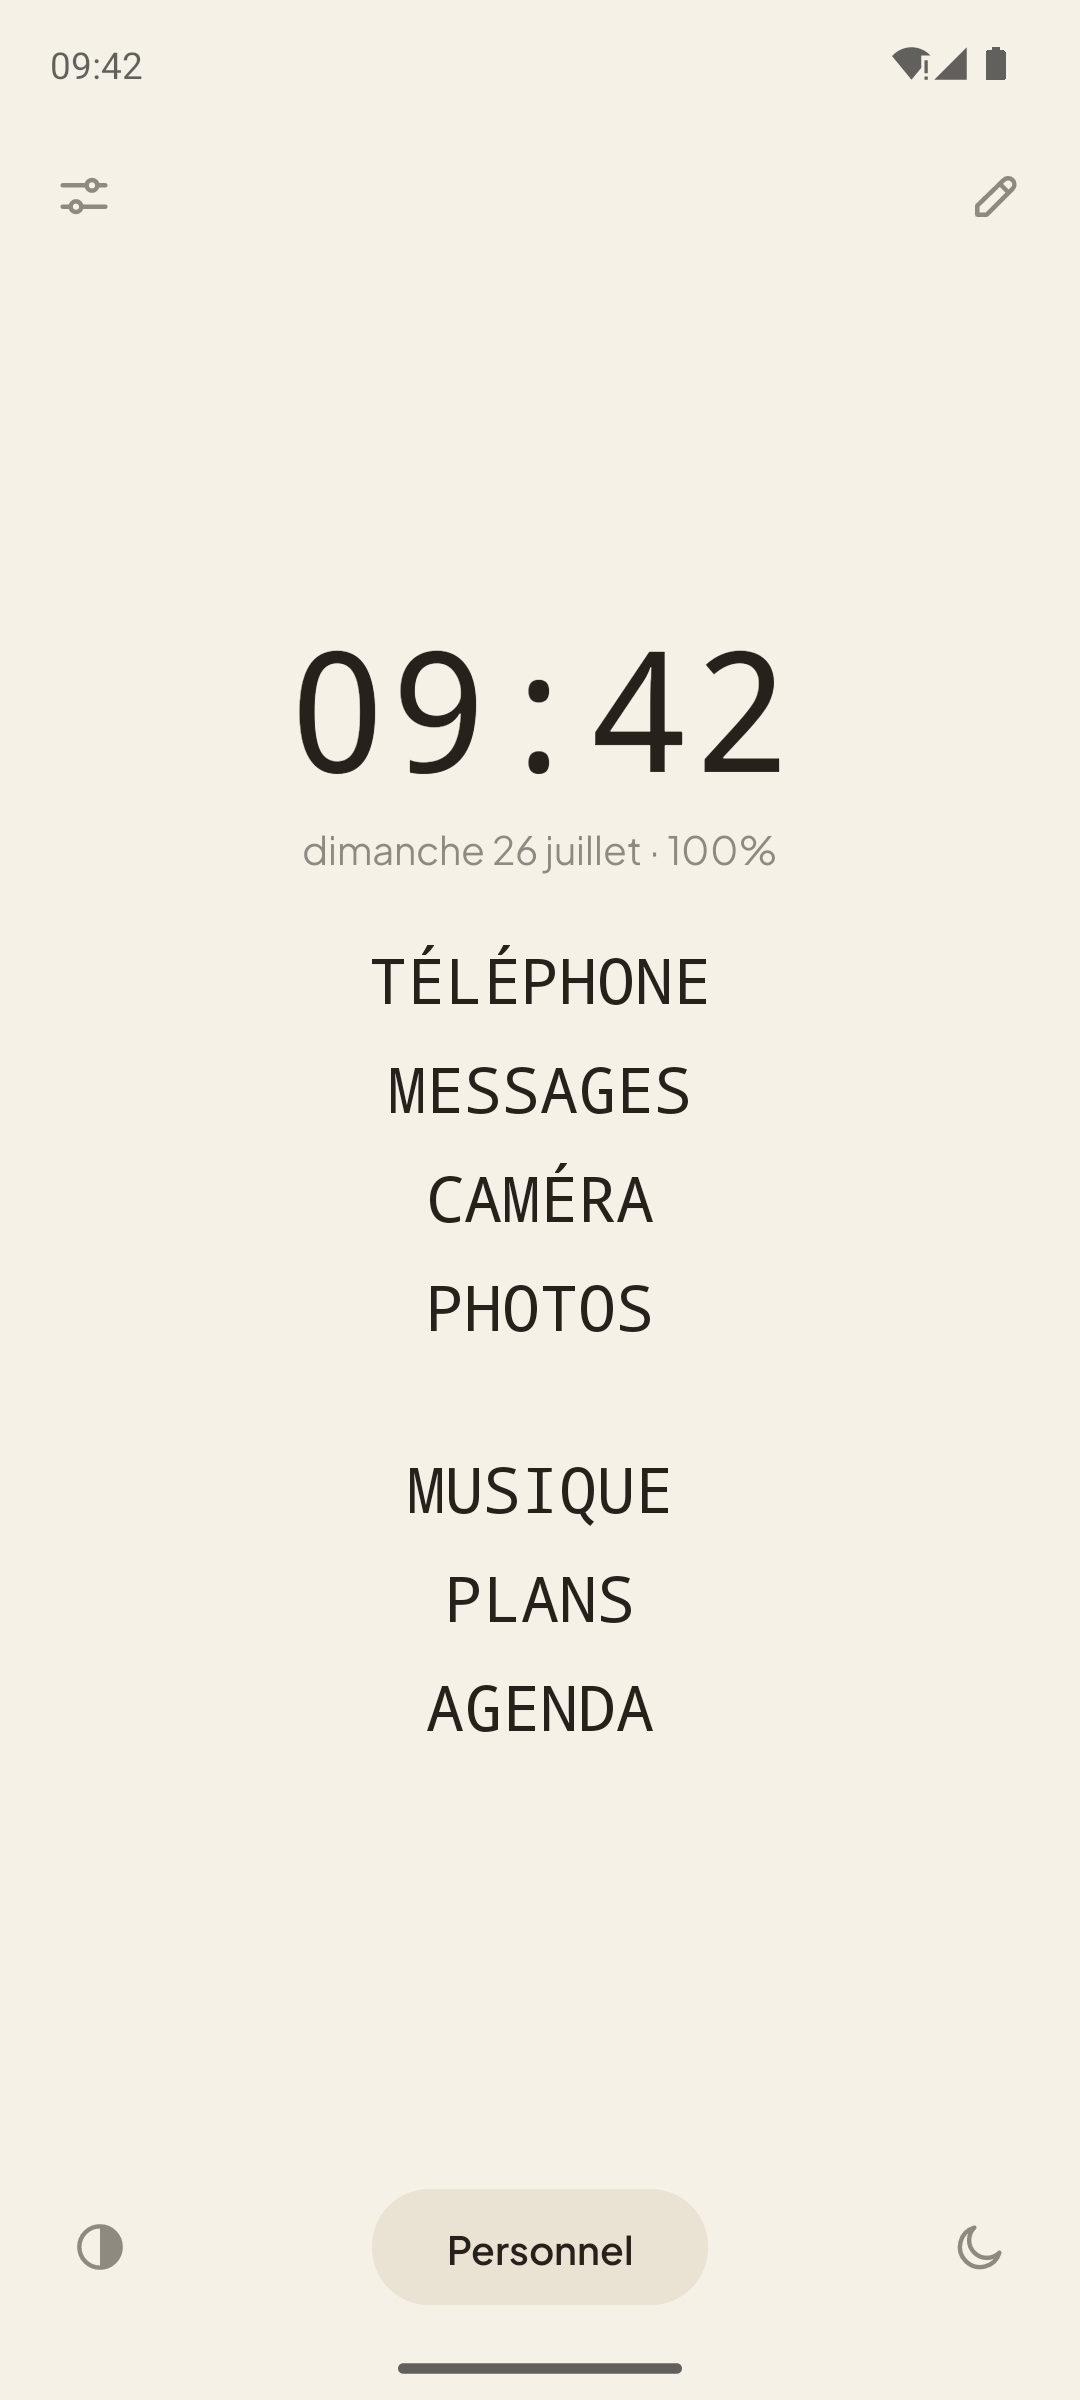 09:42
09:42
dimanche 26 juillet · 100%
TÉLÉPHONE
MESSAGES
CAMÉRA
PHOTOS
MUSIQUE
PLANS
AGENDA
Personnel